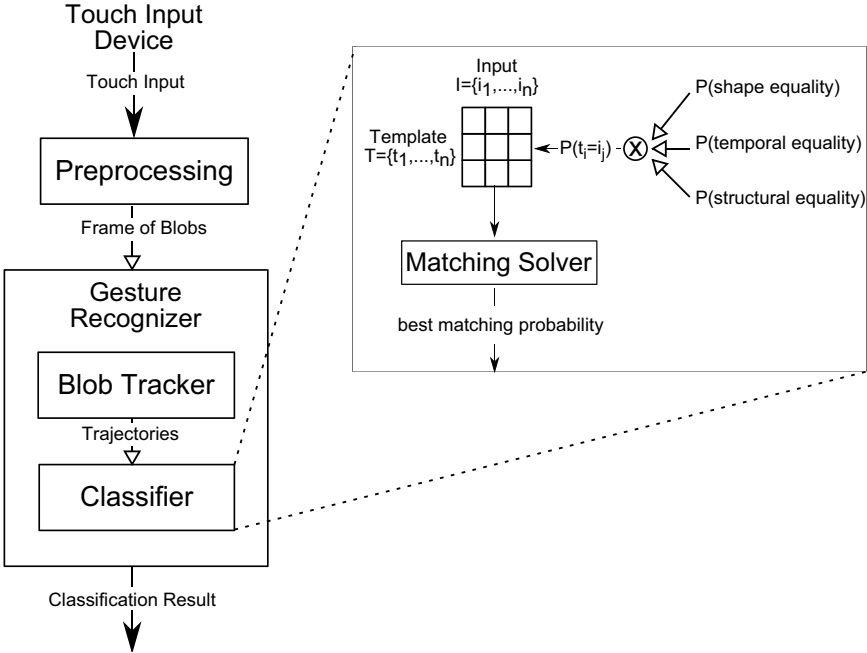 Touch Input
Device
Touch Input
Preprocessing
Frame of Blobs
Gesture
Recognizer
Blob Tracker
Trajectories
Classifier
Classification Result
Input
I={i1,...,in}
Template
T={t1,...,tn}
P(ti=ij)
X
P(shape equality)
P(temporal equality)
P(structural equality)
Matching Solver
best matching probability